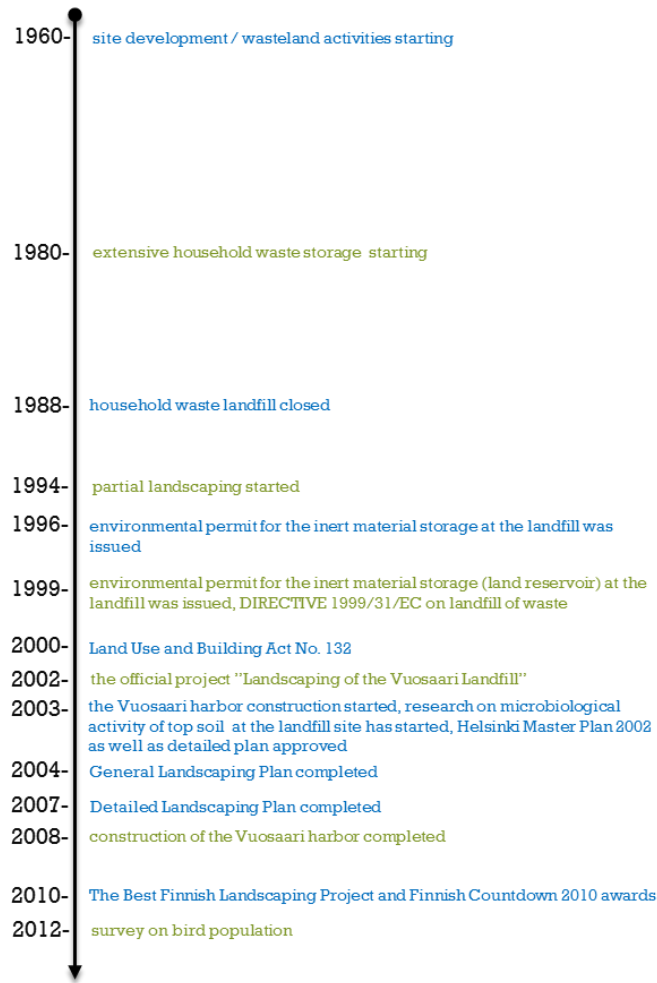 1960- site development / wasteland activities starting
1980- extensive household waste storage starting
1988- household waste landfill closed
1994- partial landscaping started
1996- environmental permit for the inert material storage at the landfill was
issued
1999- environmental permit for the inert material storage (land reservoir) at the
landfill was issued, DIRECTIVE 1999/31/EC on landfill of waste
2000- Land Use and Building Act No. 132
2002- the official project "Landscaping of the Vuosaari Landfill"
2003- the Vuosaari harbor construction started, research on microbiological
activity of top soil at the landfill site has started, Helsinki Master Plan 2002
as well as detailed plan approved
2004- General Landscaping Plan completed
2007- Detailed Landscaping Plan completed
2008- construction of the Vuosaari harbor completed
2010- The Best Finnish Landscaping Project and Finnish Countdown 2010 awards
2012- survey on bird population